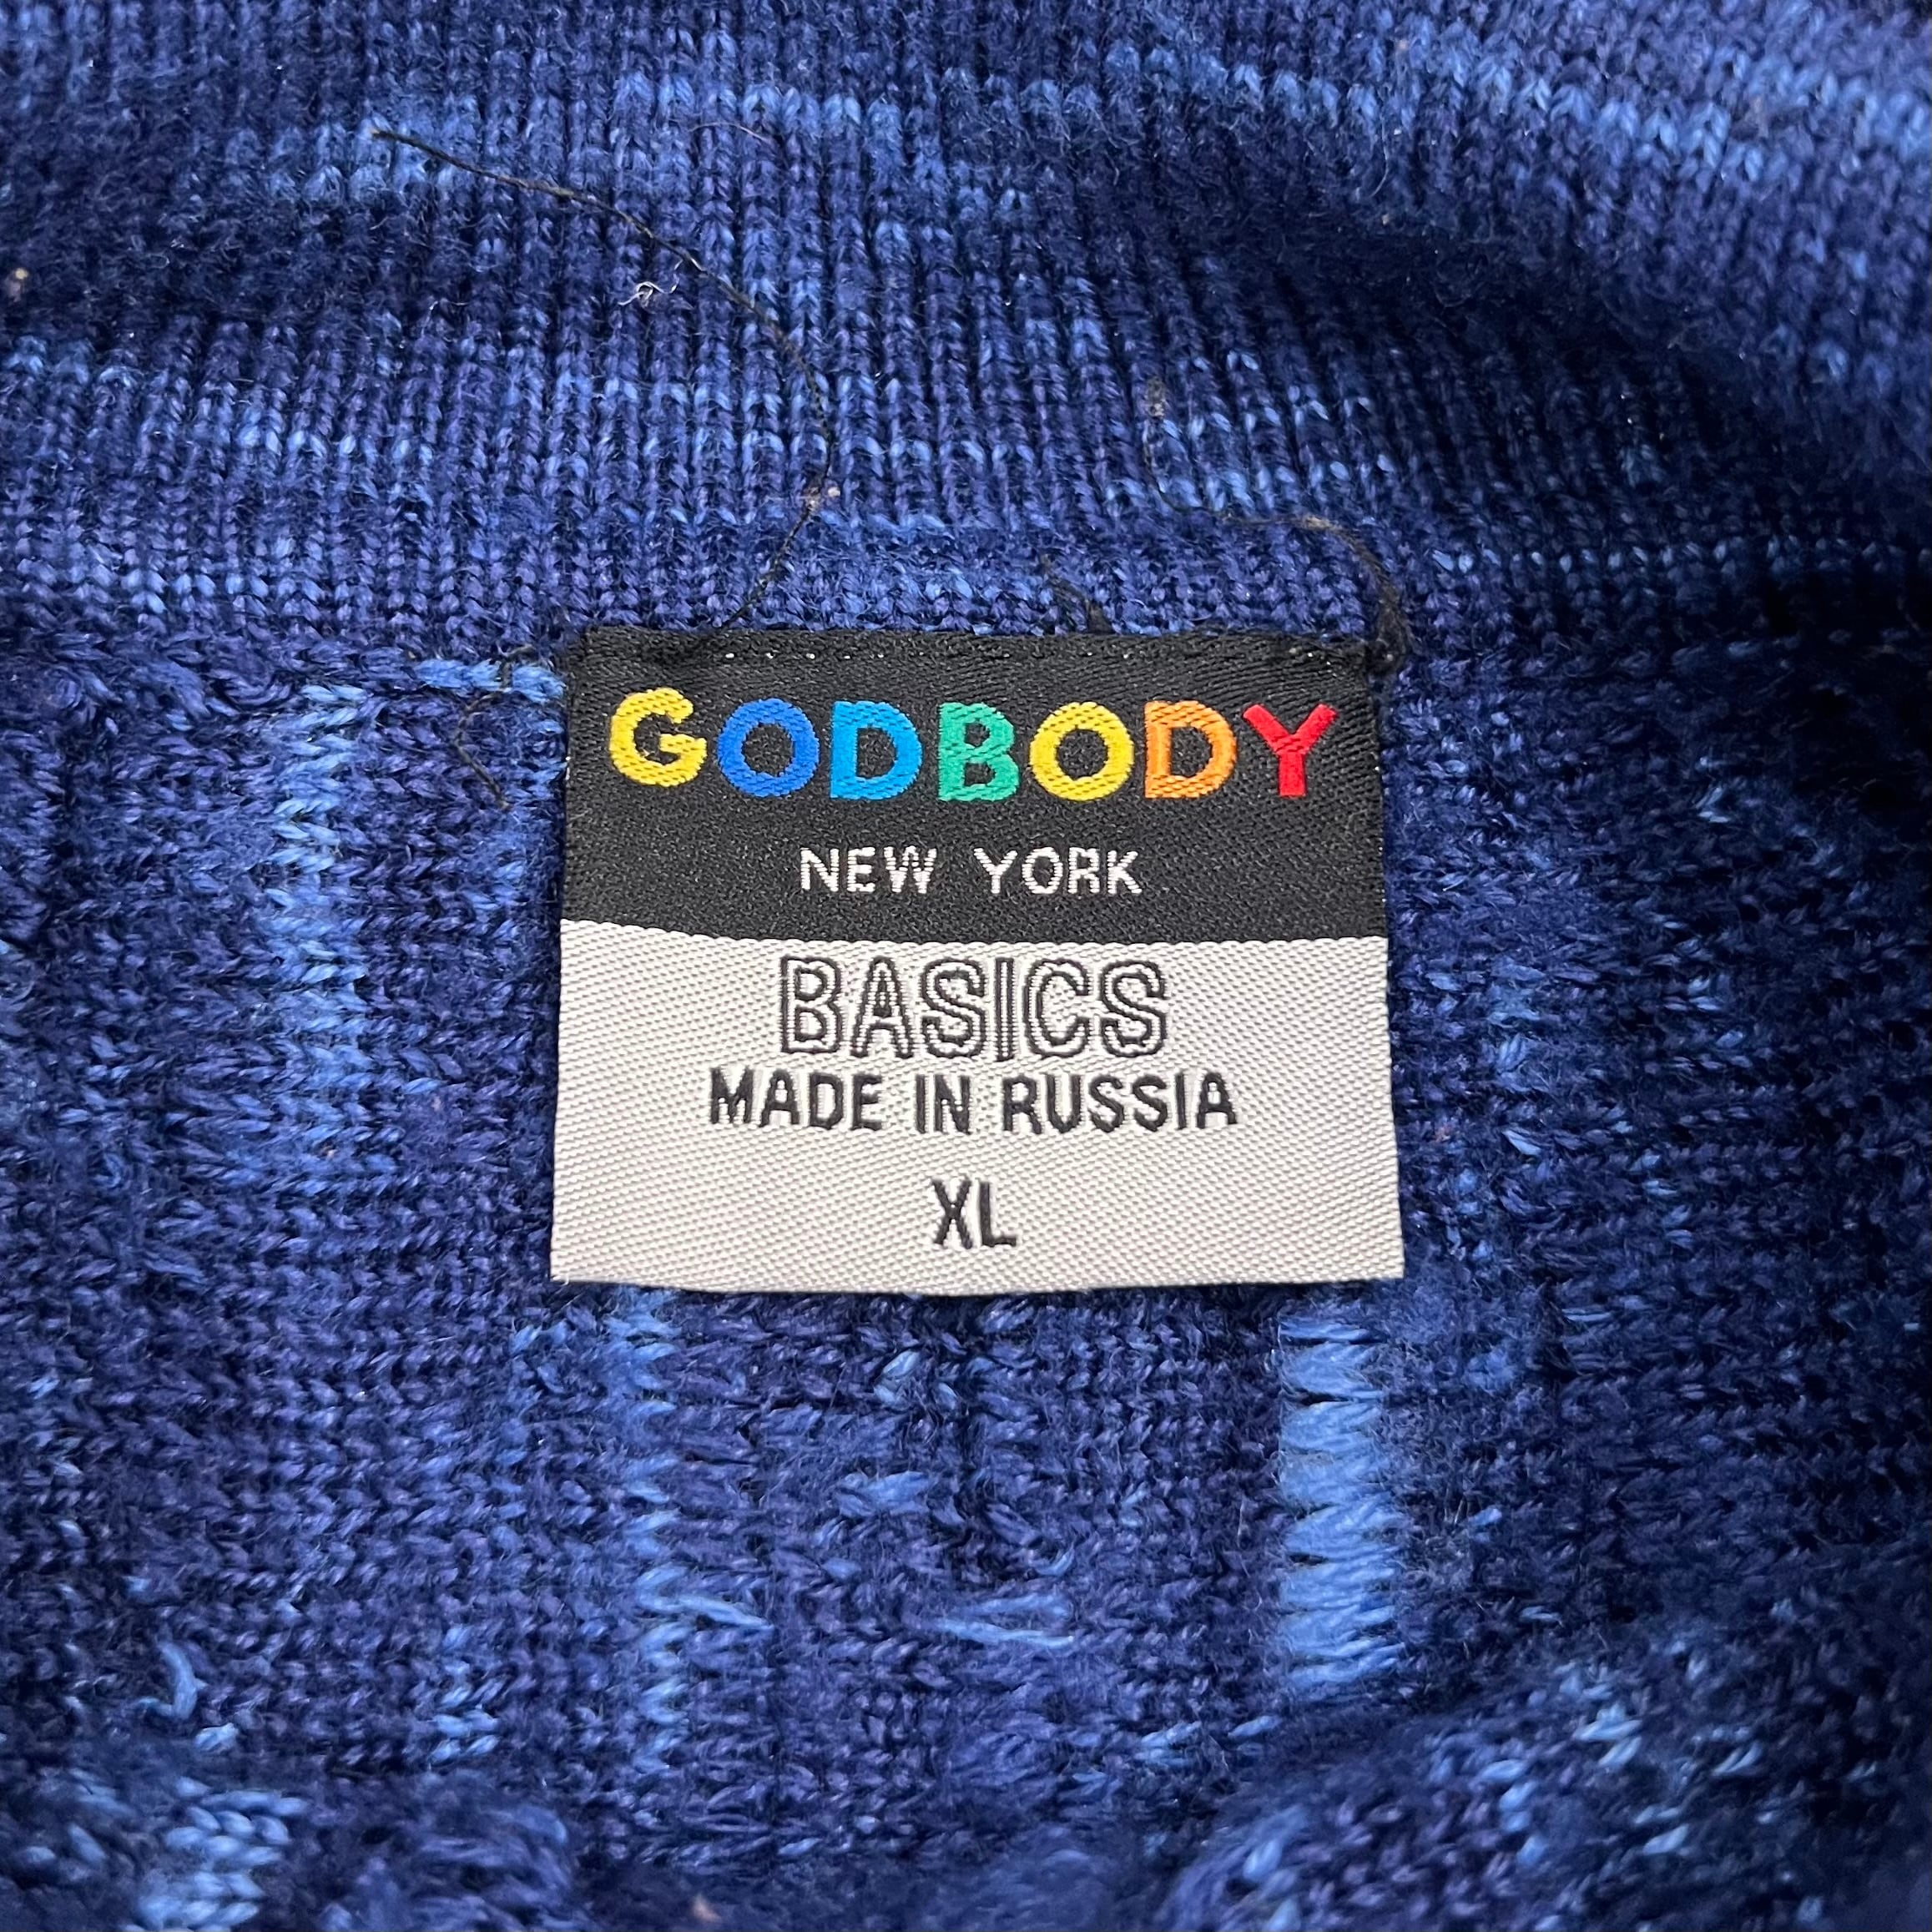 GODBODY
NEW YORK
BASICS
MADE IN RUSSIA
XL